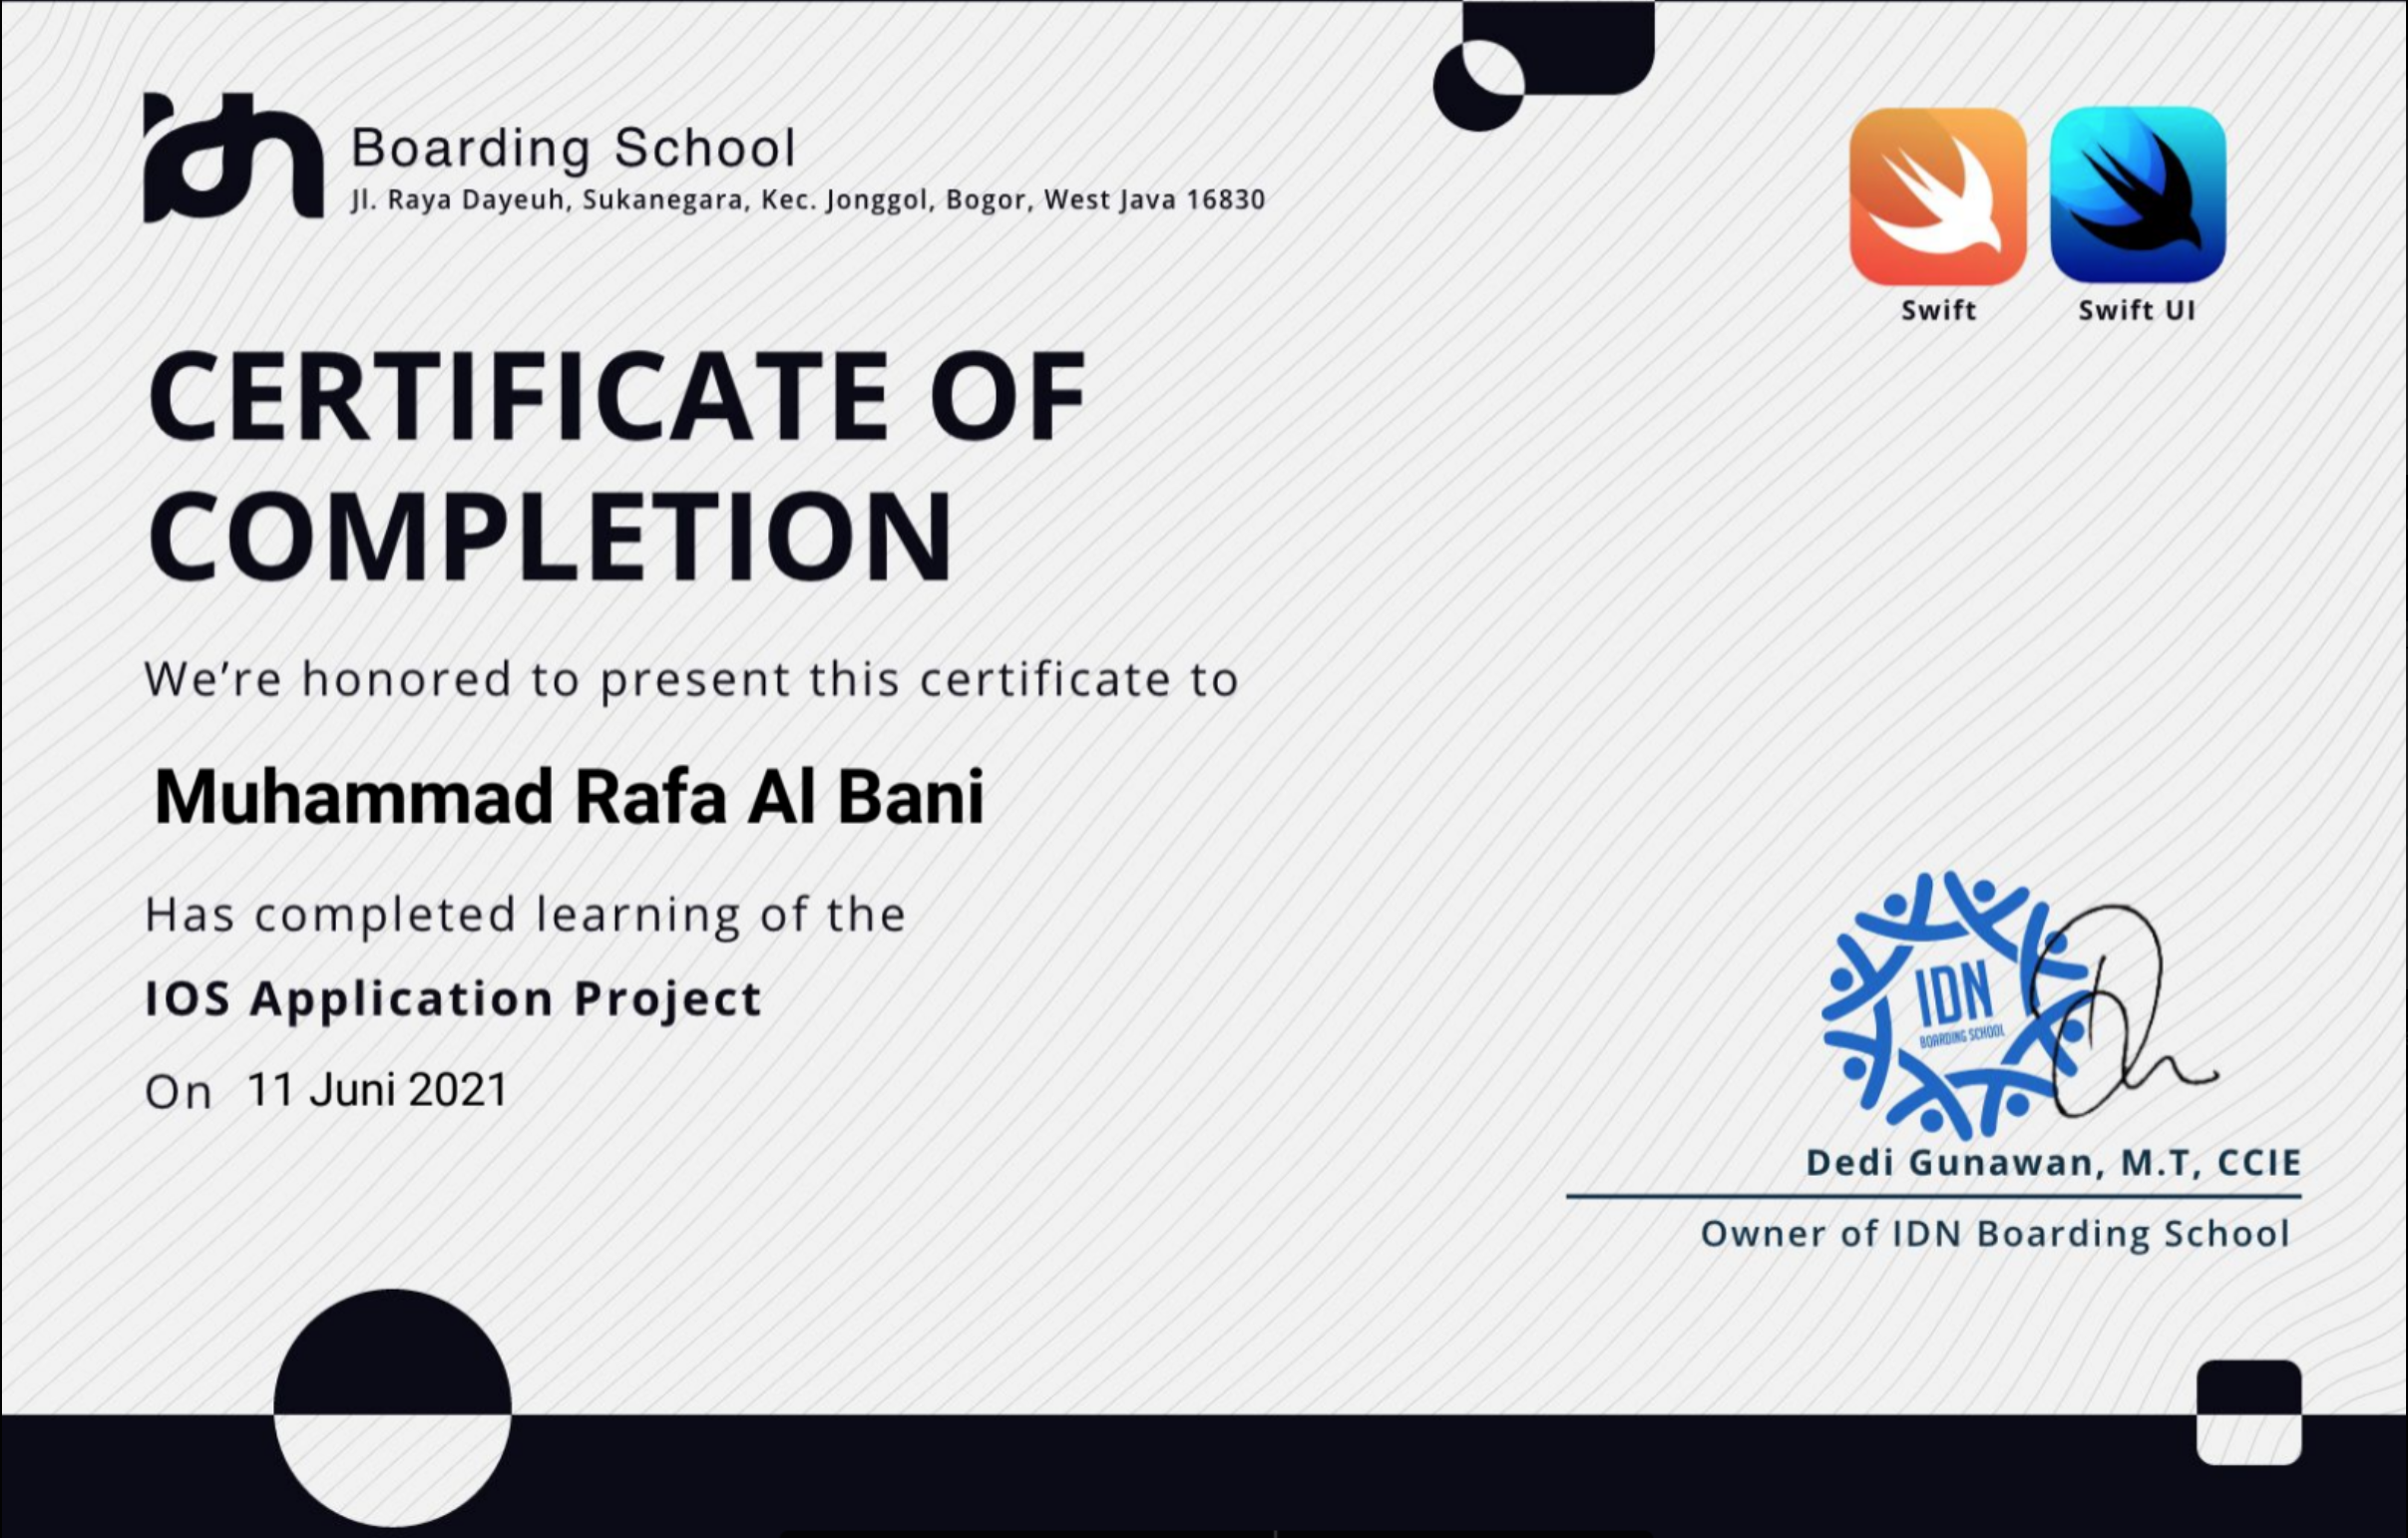 idn Boarding School
Jl. Raya Dayeuh, Sukanegara, Kec. Jonggol, Bogor, West Java 16830
Swift
Swift UI
CERTIFICATE OF
COMPLETION
We’re honored to present this certificate to
Muhammad Rafa Al Bani
Has completed learning of the
IOS Application Project
On 11 Juni 2021
IDN
BOARDING SCHOOL
Dedi Gunawan, M.T, CCIE
Owner of IDN Boarding School